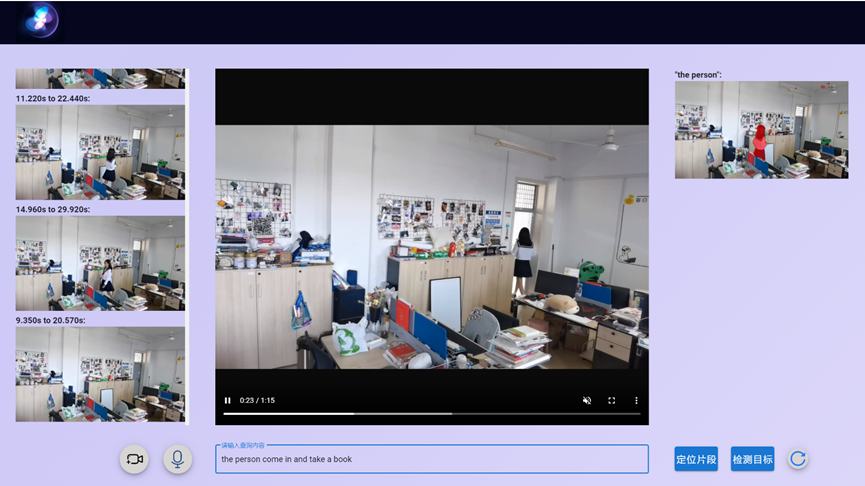 11.220s to 22.440s:
14.960s to 29.920s:
9.350s to 20.570s:
0:23 / 1:15
请输入查询内容
the person come in and take a book
"the person":
定位片段
检测目标